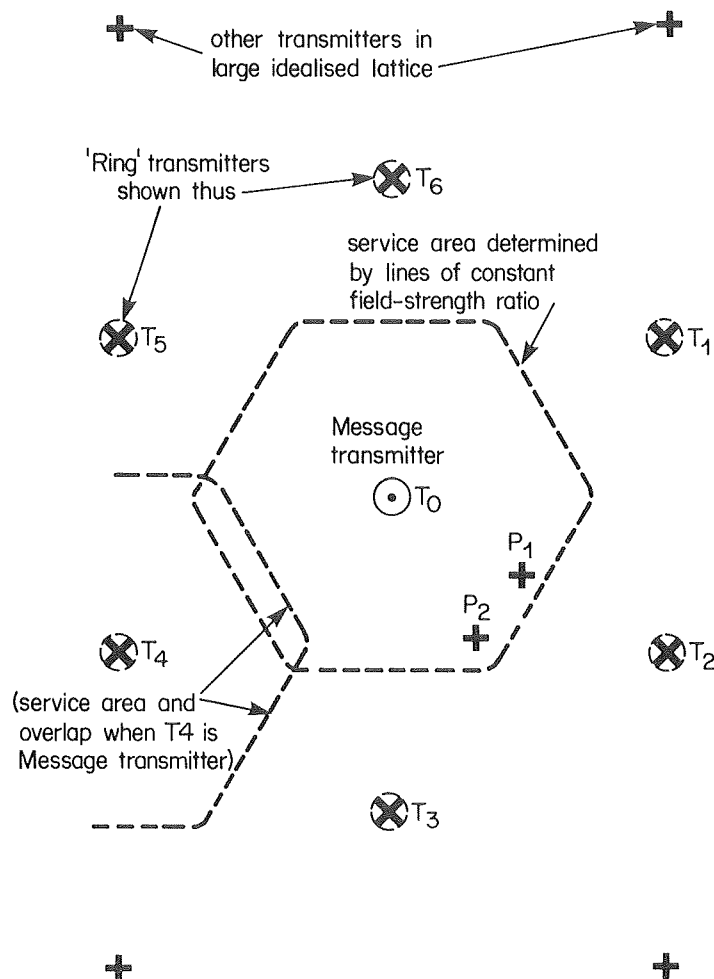 other transmitters in
large idealised lattice
'Ring' transmitters
shown thus
T6
service area determined
by lines of constant
field-strength ratio
T5
T1
Message
transmitter
T0
P1
P2
T4
T2
(service area and
overlap when T4 is
Message transmitter)
T3